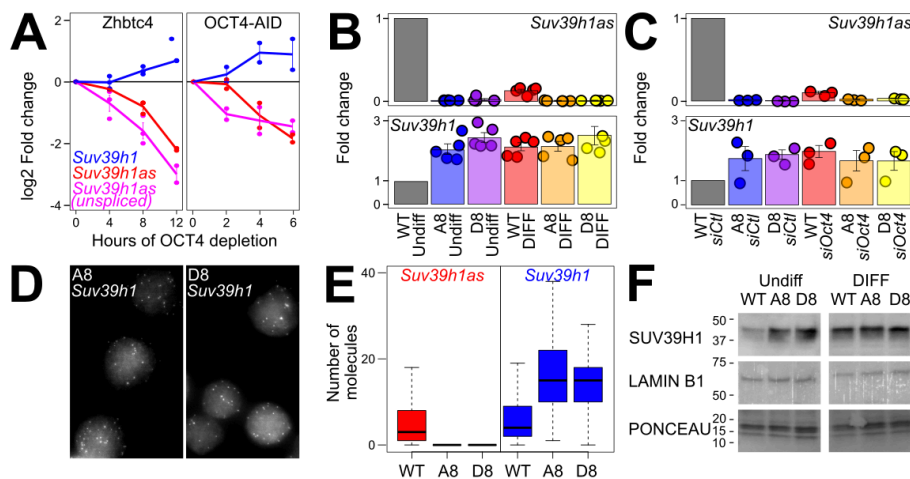 A
Zhbtc4
OCT4-AID
log2 Fold change
2
0
-2
-4
Suv39h1
Suv39h1as
Suv39h1as
(unspliced)
0 4 8 12 0 2 4 6
Hours of OCT4 depletion
B
Suv39h1as
Fold change
1
0
Suv39h1
Fold change
3
1
0
WT Undiff
A8 Undiff
D8 Undiff
WT DIFF
A8 DIFF
D8 DIFF
C
Suv39h1as
Fold change
1
0
Suv39h1
Fold change
3
1
0
WT siCtl
A8 siCtl
D8 siCtl
WT siOct4
A8 siOct4
D8 siOct4
D
A8
Suv39h1
D8
Suv39h1
E
Suv39h1as
Suv39h1
Number of
molecules
40
20
0
WT A8 D8 WT A8 D8
F
Undiff DIFF
WT A8 D8 WT A8 D8
SUV39H1
50
37
LAMIN B1
75
50
PONCEAU
20
15
10